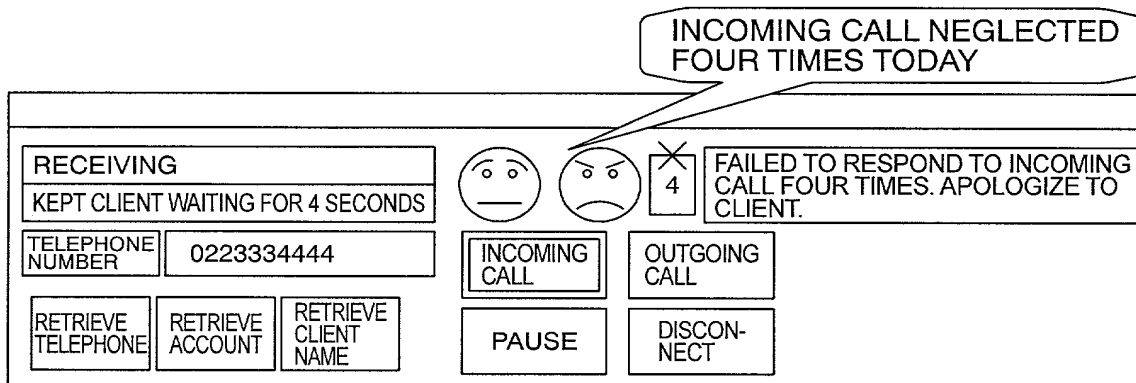 INCOMING CALL NEGLECTED
FOUR TIMES TODAY
RECEIVING
KEPT CLIENT WAITING FOR 4 SECONDS
4
FAILED TO RESPOND TO INCOMING
CALL FOUR TIMES. APOLOGIZE TO
CLIENT.
TELEPHONE
NUMBER
0223334444
INCOMING
CALL
OUTGOING
CALL
RETRIEVE
TELEPHONE
RETRIEVE
ACCOUNT
RETRIEVE
CLIENT
NAME
PAUSE
DISCON-
NECT